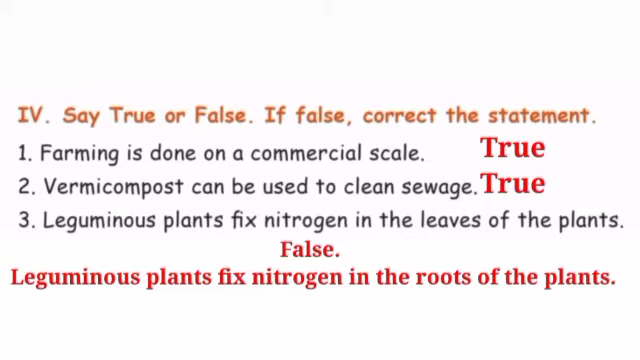 IV. Say True or False. If false, correct the statement.
1. Farming is done on a commercial scale. True
2. Vermicompost can be used to clean sewage. True
3. Leguminous plants fix nitrogen in the leaves of the plants.
False.
Leguminous plants fix nitrogen in the roots of the plants.